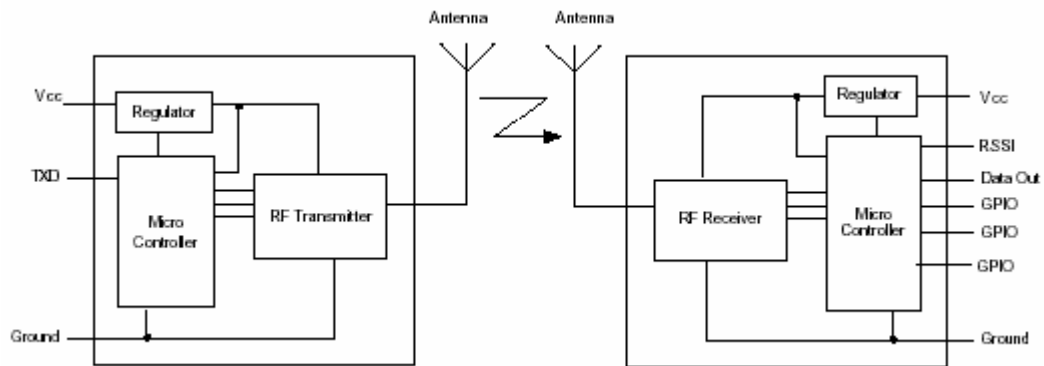 Antenna
Antenna
Vcc
Regulator
TXD
Micro
Controller
RF Transmitter
Ground
Regulator
Vcc
RSSI
Data Out
GPIO
GPIO
GPIO
RF Receiver
Micro
Controller
Ground